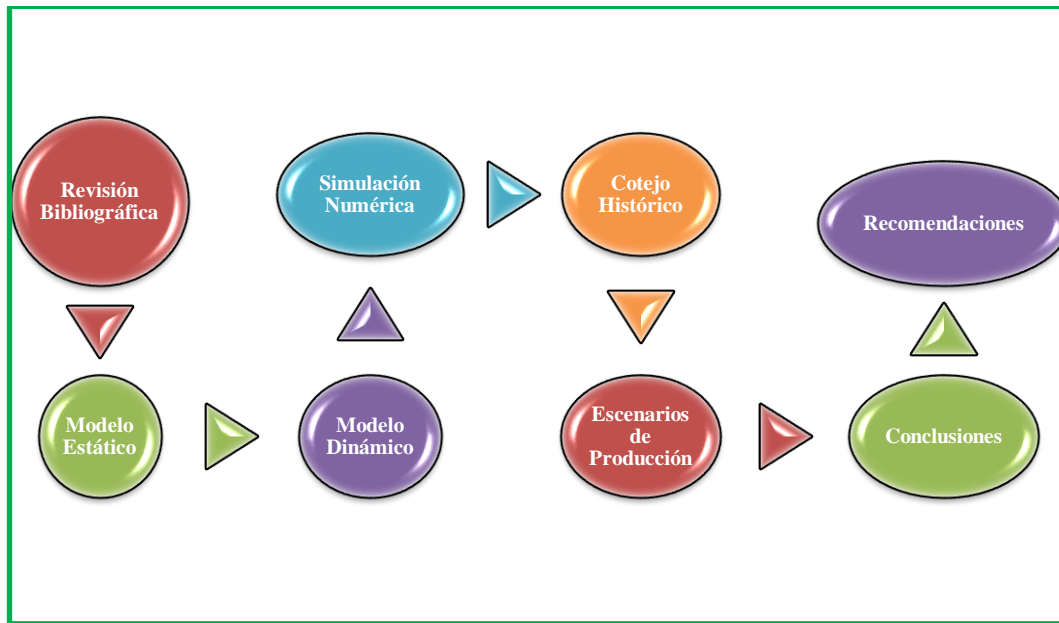 Revisión
Bibliográfica
Modelo
Estático
Modelo
Dinámico
Simulación
Numérica
Cotejo
Histórico
Escenarios
de
Producción
Conclusiones
Recomendaciones